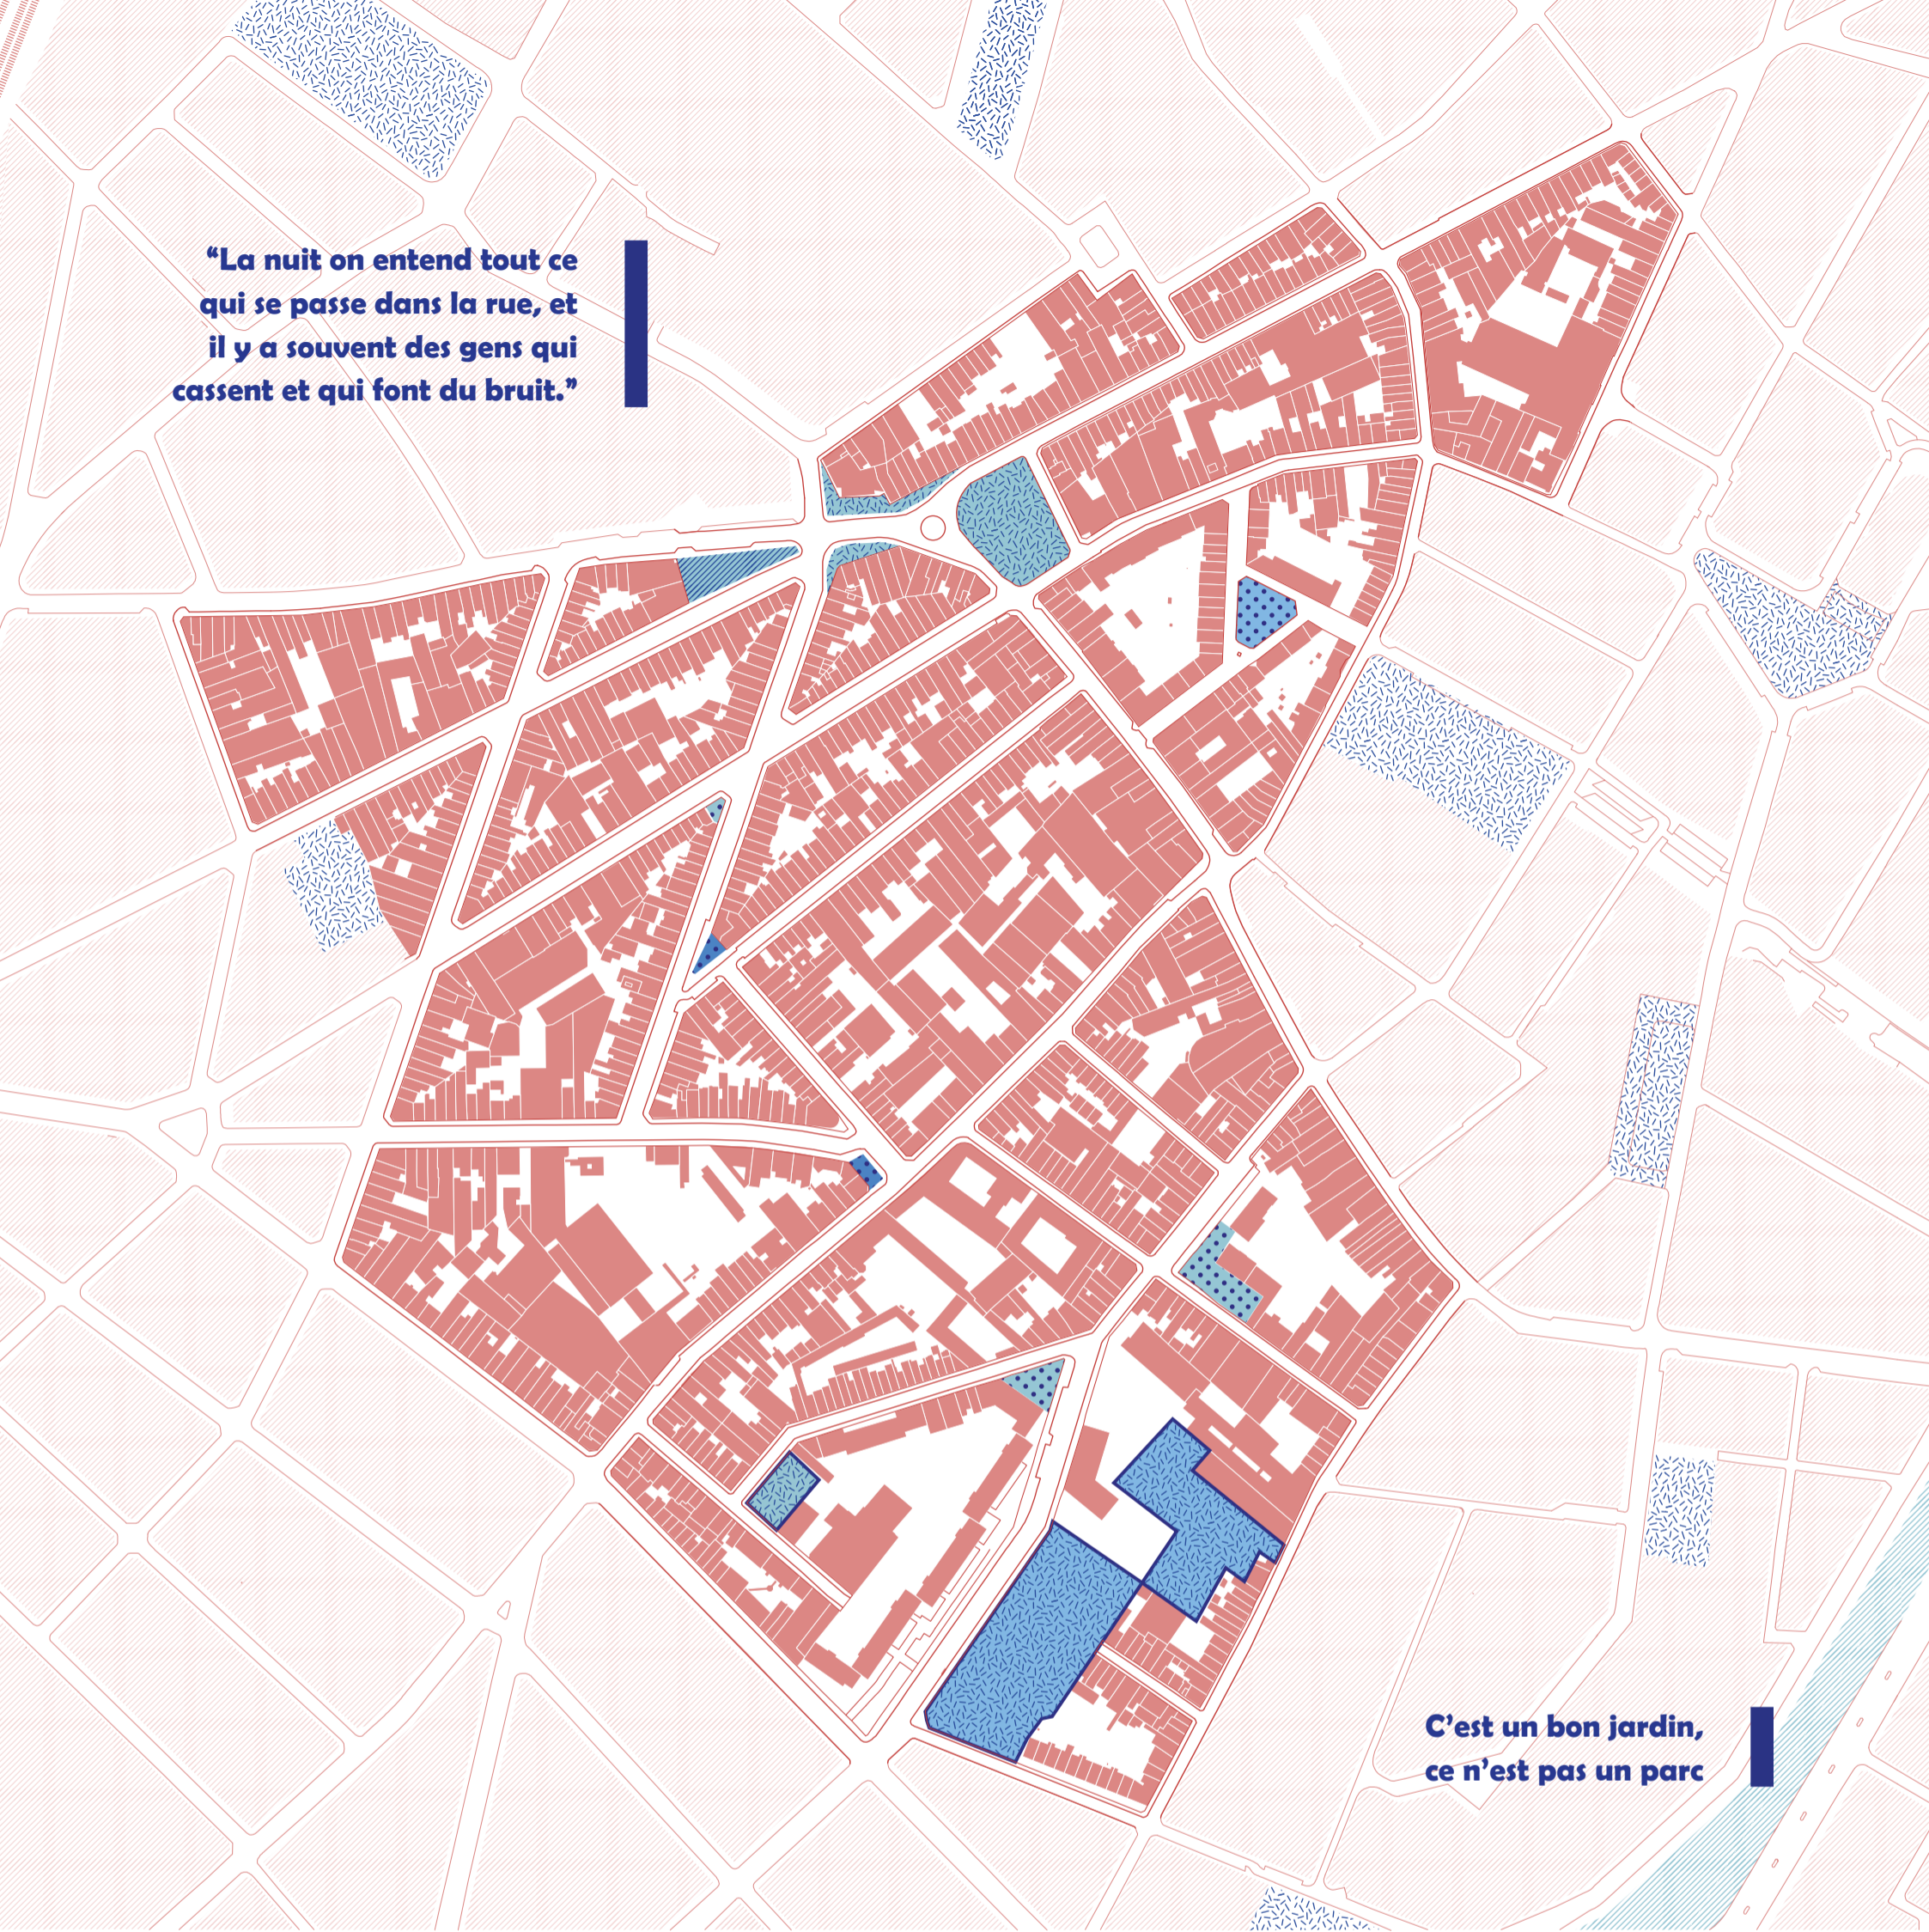 “La nuit on entend tout ce
qui se passe dans la rue, et
il y a souvent des gens qui
cassent et qui font du bruit.”
C’est un bon jardin,
ce n’est pas un parc